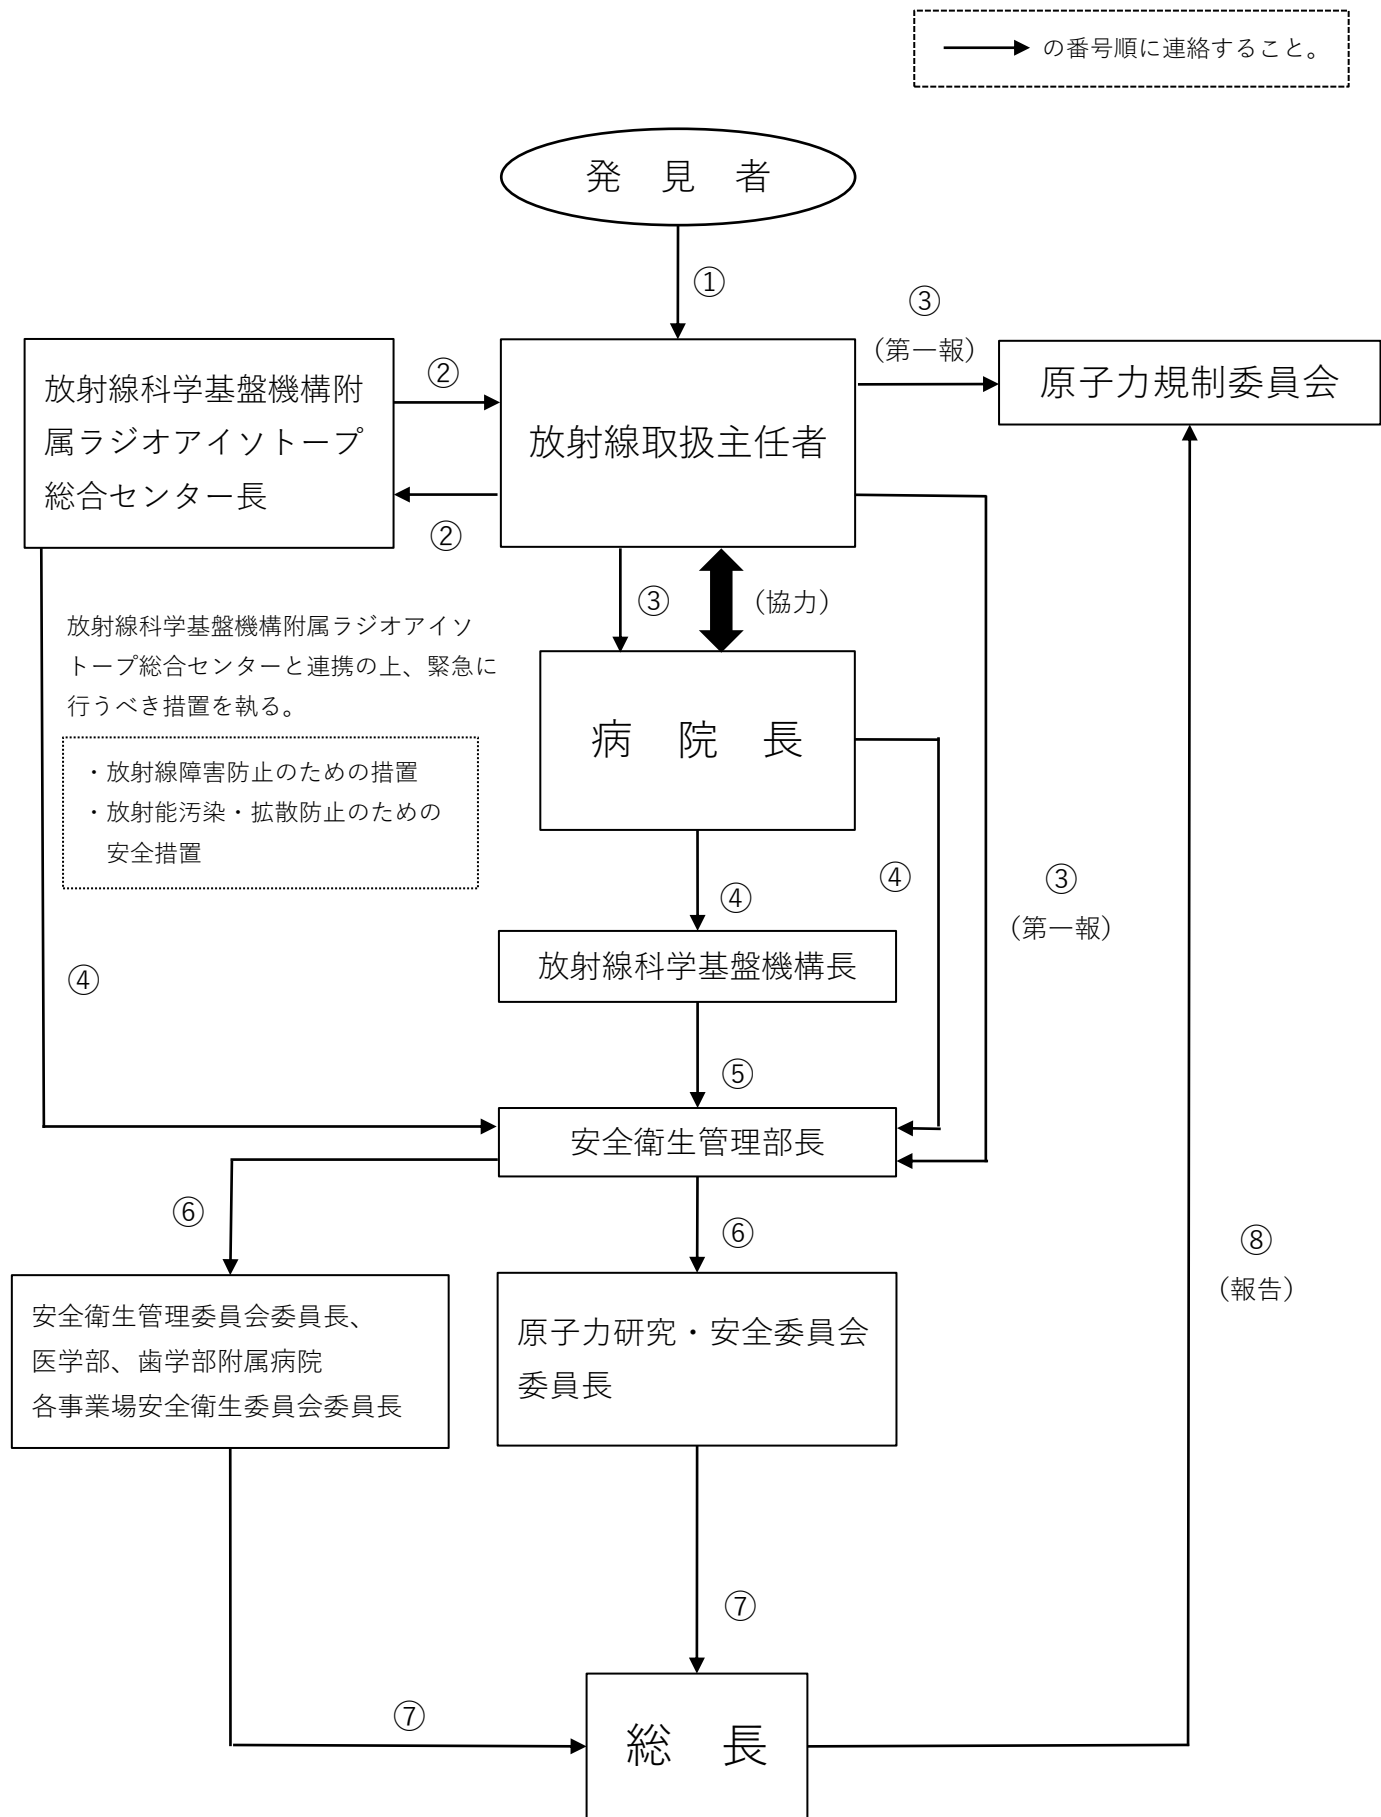 の番号順に連絡すること。
発　見　者
①
③
（第一報）
放射線科学基盤機構附
属ラジオアイソトープ
総合センター長
②
②
放射線取扱主任者
原子力規制委員会
③
（協力）
放射線科学基盤機構附属ラジオアイソ
トープ総合センターと連携の上、緊急に
行うべき措置を執る。
・放射線障害防止のための措置
・放射能汚染・拡散防止のための
安全措置
病　院　長
④
④
③
（第一報）
④
放射線科学基盤機構長
⑤
安全衛生管理部長
⑥
⑥
⑧
（報告）
安全衛生管理委員会委員長、
医学部、歯学部附属病院
各事業場安全衛生委員会委員長
原子力研究・安全委員会
委員長
⑦
⑦
総　長